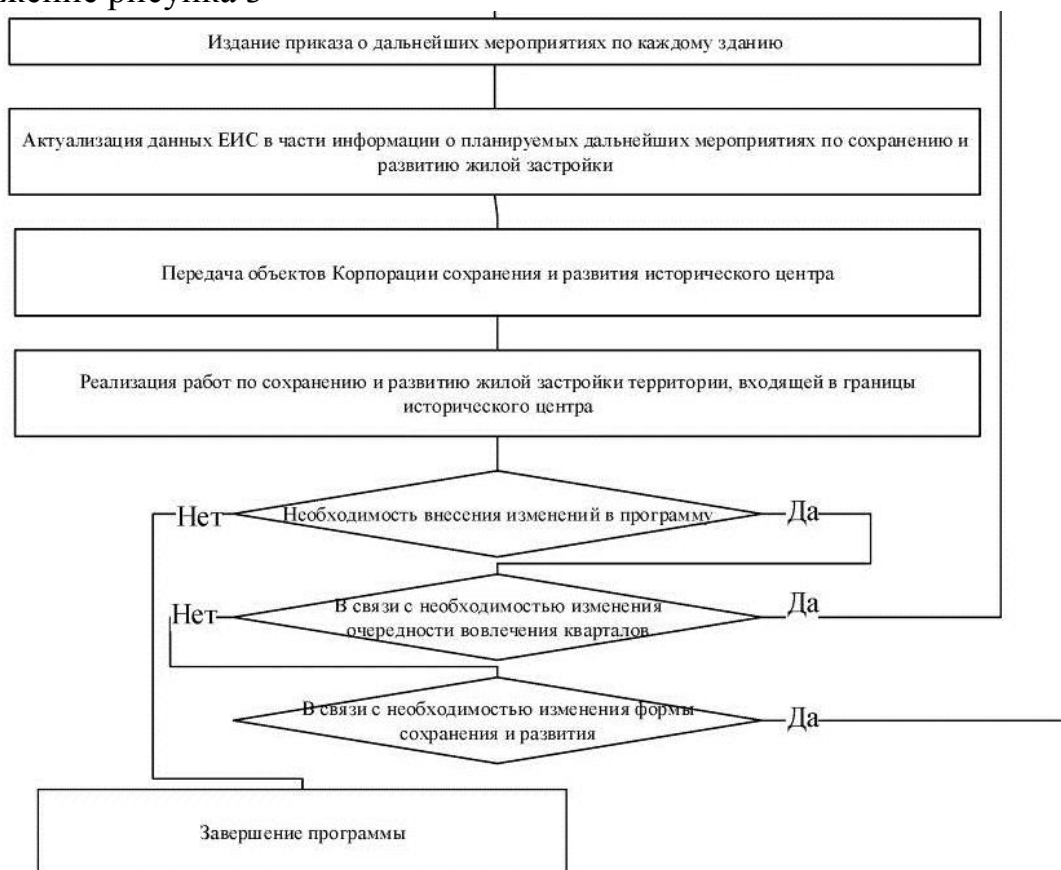 рисунка 3
Издание приказа о дальнейших мероприятиях по каждому зданию
Актуализация данных ЕИС в части информации о планируемых дальнейших мероприятиях по сохранению и
развитию жилой застройки
Передача объектов Корпорации сохранения и развития исторического центра
Реализация работ по сохранению и развитию жилой застройки территории, входящей в границы
исторического центра
Нет
Необходимость внесения изменений в программу
Да
Нет
В связи с необходимостью изменения
очередности вовлечения кварталов
Да
В связи с необходимостью изменения формы
сохранения и развития
Да
Завершение программы